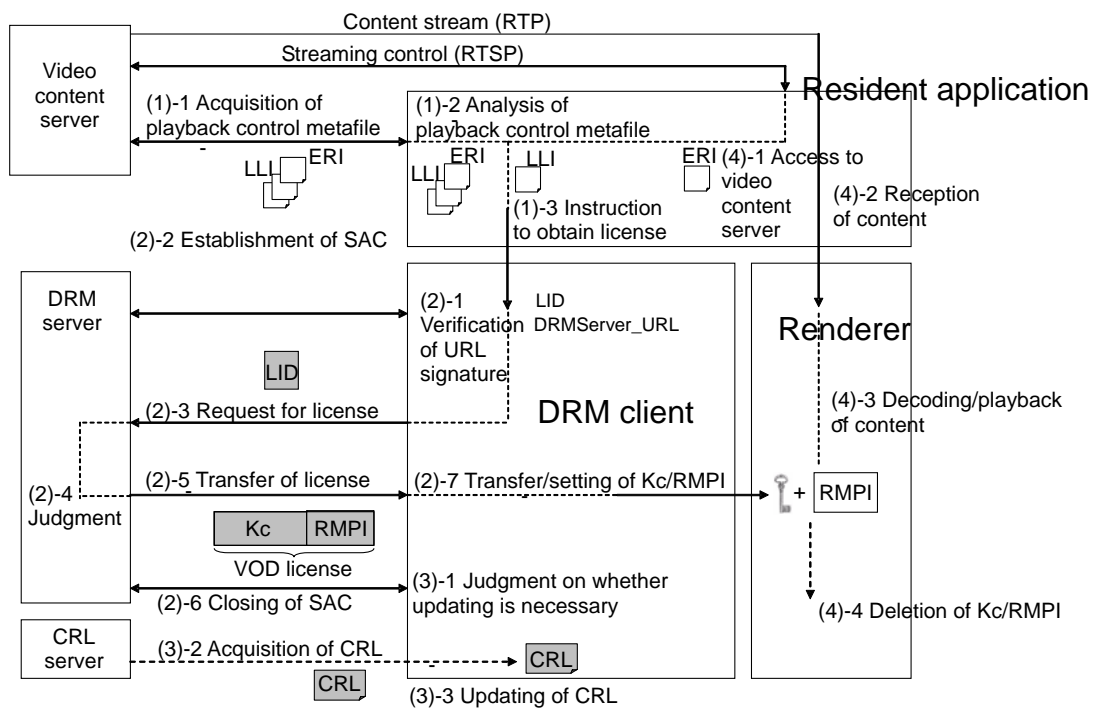 Content stream (RTP)
Streaming control (RTSP)
Video
content
server
Resident application
(1)-1 Acquisition of
playback control metafile
(1)-2 Analysis of
playback control metafile
LLI
ERI
LLI
ERI
LLI
ERI
(4)-1 Access to
video
content
server
(4)-2 Reception
of content
(1)-3 Instruction
to obtain license
(2)-2 Establishment of SAC
DRM
server
(2)-1
Verification
of URL
signature
LID
DRMServer_URL
Renderer
LID
DRM client
(2)-3 Request for license
(4)-3 Decoding/playback
of content
(2)-4
Judgment
(2)-5 Transfer of license
(2)-7 Transfer/setting of Kc/RMPI
+
RMPI
Kc
RMPI
VOD license
(2)-6 Closing of SAC
(3)-1 Judgment on whether
updating is necessary
(4)-4 Deletion of Kc/RMPI
CRL
server
(3)-2 Acquisition of CRL
CRL
CRL
(3)-3 Updating of CRL